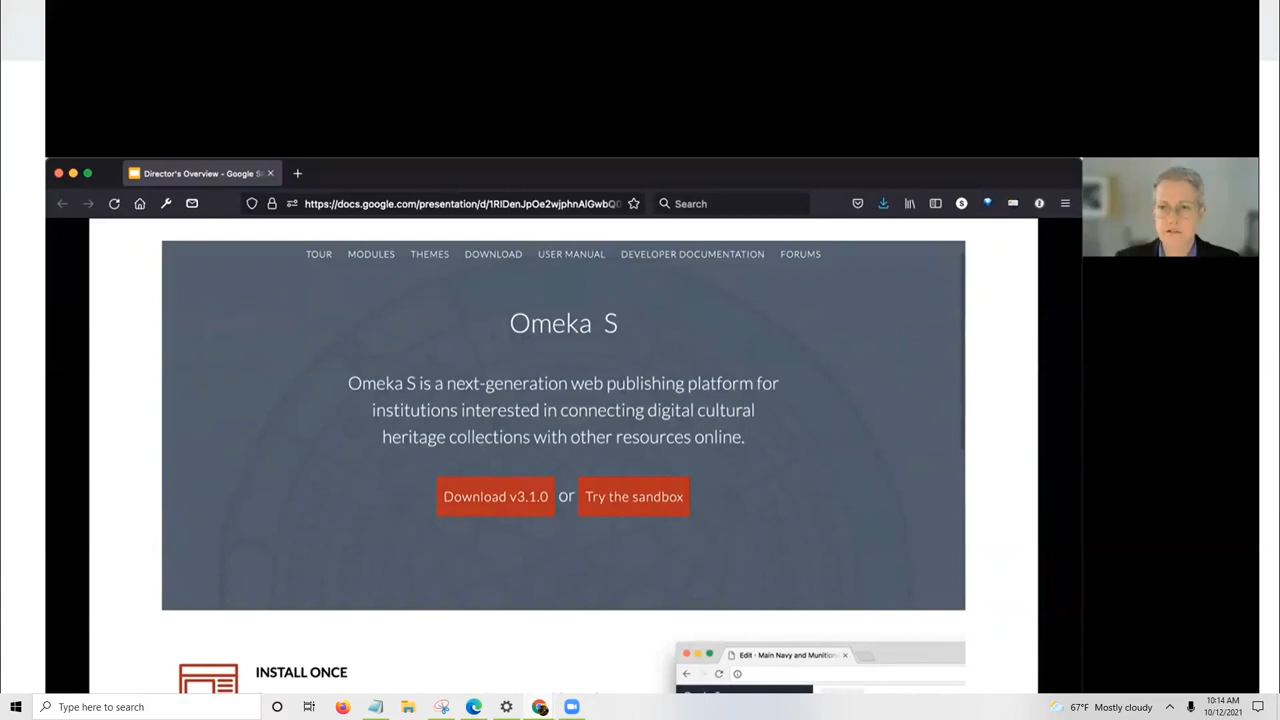 Director's Overview - Google S
https://docs.google.com/presentation/d/1RIDenJpOe2wjphnAlGwbQ0
Search
TOUR MODULES THEMES DOWNLOAD USER MANUAL DEVELOPER DOCUMENTATION FORUMS
Omeka S
Omeka S is a next-generation web publishing platform for
institutions interested in connecting digital cultural
heritage collections with other resources online.
Download v3.1.0 or Try the sandbox
INSTALL ONCE
Edit - Main Navy and Munition
Type here to search
67°F Mostly cloudy
10:14 AM
10/12/2021